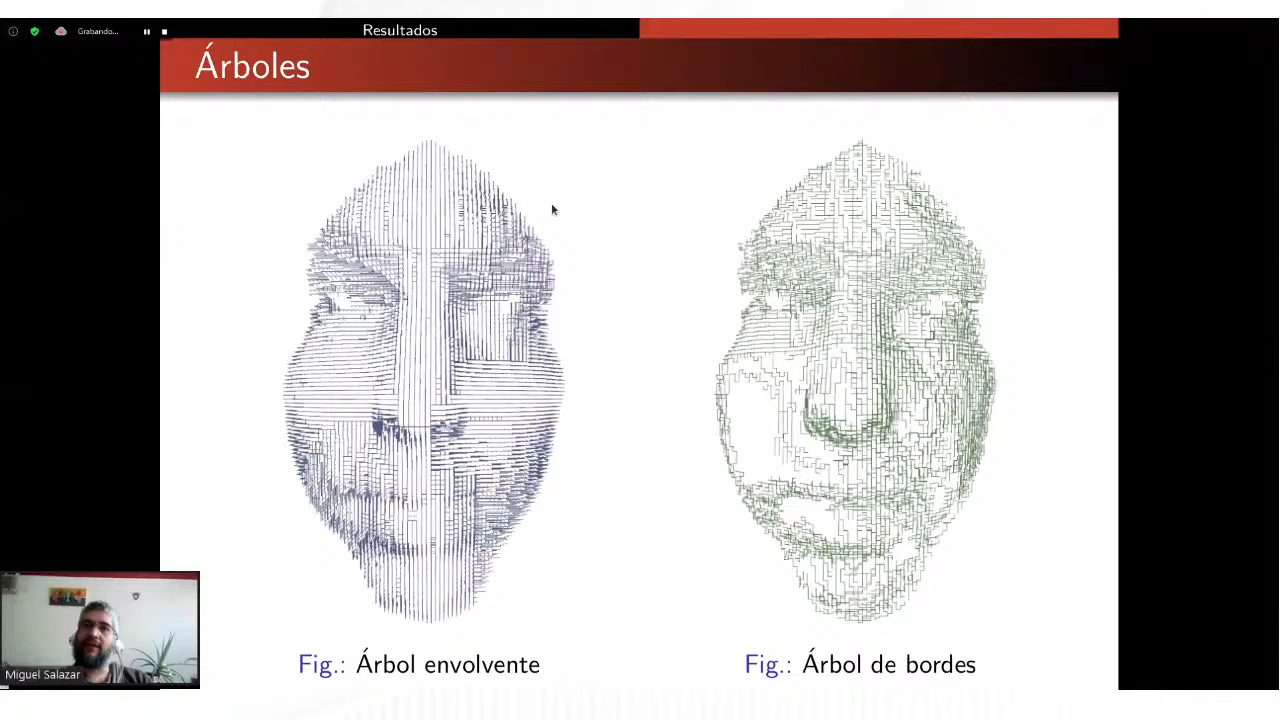 Grabando...
Resultados
Árboles
Fig.: Árbol envolvente
Fig.: Árbol de bordes
Miguel Salazar